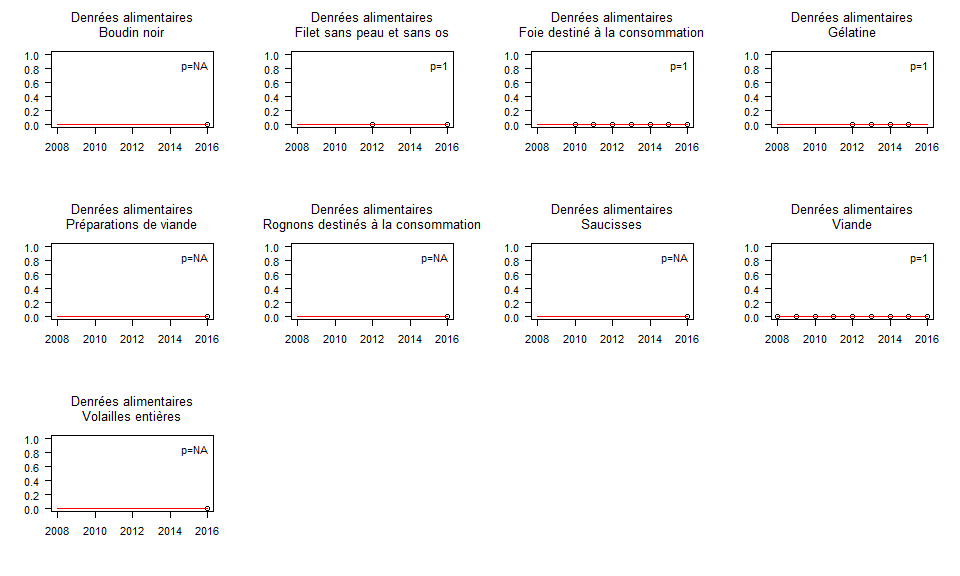 Denrées alimentaires
Boudin noir
p=NA
1.0
0.8
0.6
0.4
0.2
0.0
2008 2010 2012 2014 2016
Denrées alimentaires
Filet sans peau et sans os
p=1
1.0
0.8
0.6
0.4
0.2
0.0
2008 2010 2012 2014 2016
Denrées alimentaires
Foie destiné à la consommation
p=1
1.0
0.8
0.6
0.4
0.2
0.0
2008 2010 2012 2014 2016
Denrées alimentaires
Gélatine
p=1
1.0
0.8
0.6
0.4
0.2
0.0
2008 2010 2012 2014 2016
Denrées alimentaires
Préparations de viande
p=NA
1.0
0.8
0.6
0.4
0.2
0.0
2008 2010 2012 2014 2016
Denrées alimentaires
Rognons destinés à la consommation
p=NA
1.0
0.8
0.6
0.4
0.2
0.0
2008 2010 2012 2014 2016
Denrées alimentaires
Saucisses
p=NA
1.0
0.8
0.6
0.4
0.2
0.0
2008 2010 2012 2014 2016
Denrées alimentaires
Viande
p=1
1.0
0.8
0.6
0.4
0.2
0.0
2008 2010 2012 2014 2016
Denrées alimentaires
Volailles entières
p=NA
1.0
0.8
0.6
0.4
0.2
0.0
2008 2010 2012 2014 2016